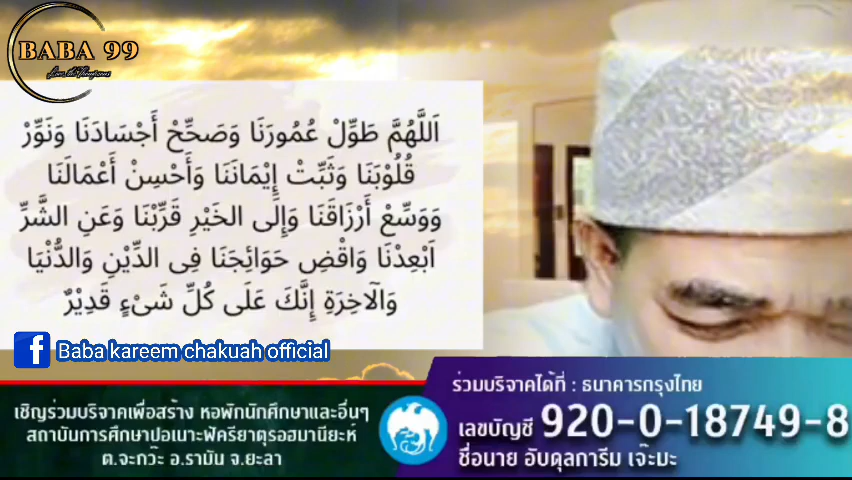 BABA 99
اَللَّهُمَّ طَوِّلْ عُمُورَنَا وَصَحِّحْ أَجْسَادَنَا وَنَوِّرْ
قُلُوْبَنَا وَثَبِّتْ إِيْمَانَنَا وَأَحْسِنْ أَعْمَالَنَا
وَوَسِّعْ أَرْزَاقَنَا وَإِلَى الخَيْرِ قَرِّبْنَا وَعَنِ الشَّرِّ
اَبْعِدْنَا وَاقْضِ حَوَائِجَنَا فِى الدِّيْنِ وَالدُّنْيَا
وَالْآخِرَةِ إِنَّكَ عَلَى كُلِّ شَىْءٍ قَدِيْرٌ
f Baba kareem chakuah official
เชิญร่วมบริจาคเพื่อสร้าง หอพักนักศึกษาและอื่นๆ
สถาบันการศึกษาปอเนาะฟัครียาตุรอฮมานียะห์
ต.จะกว๊ะ อ.รามัน จ.ยะลา
ร่วมบริจาคได้ที่ : ธนาคารกรุงไทย
เลขบัญชี 920-0-18749-8
ชื่อนาย อับดุลการีม เจ๊ะมะ